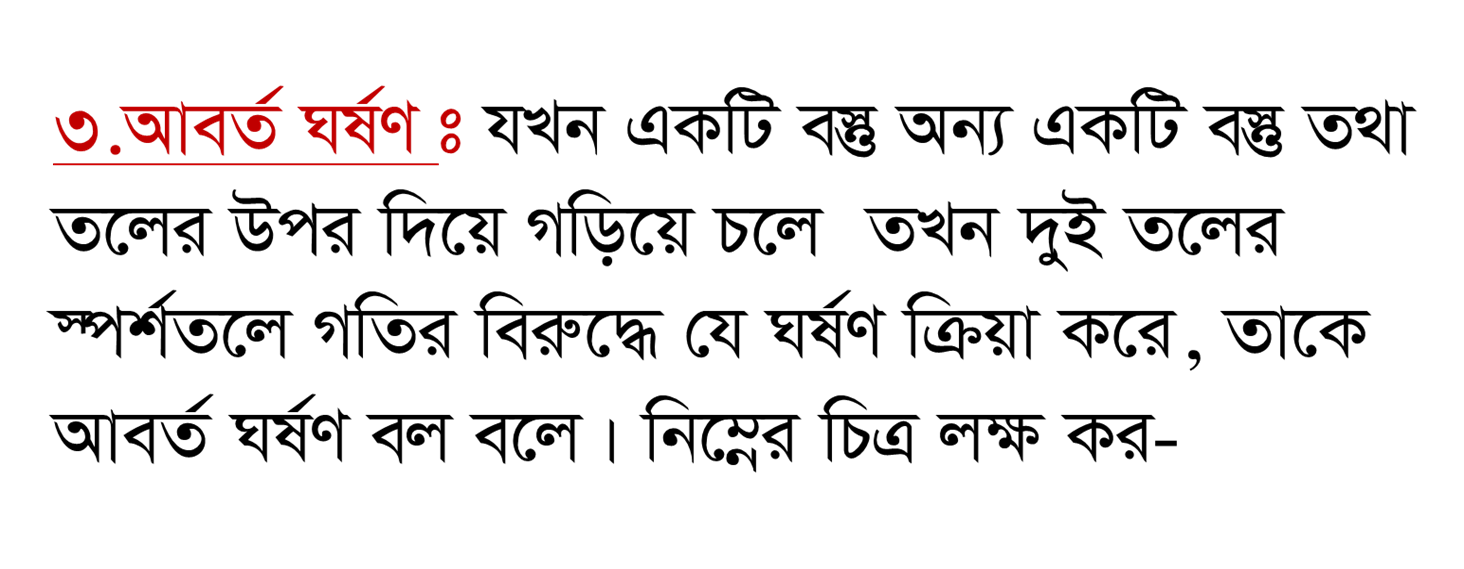 ৩.আবর্ত ঘর্ষণ ঃ যখন একটি বস্তু অন্য একটি বস্তু তথা
তলের উপর দিয়ে গড়িয়ে চলে তখন দুই তলের
স্পর্শতলে গতির বিরুদ্ধে যে ঘর্ষণ ক্রিয়া করে, তাকে
আবর্ত ঘর্ষণ বল বলে। নিম্নের চিত্র লক্ষ কর-